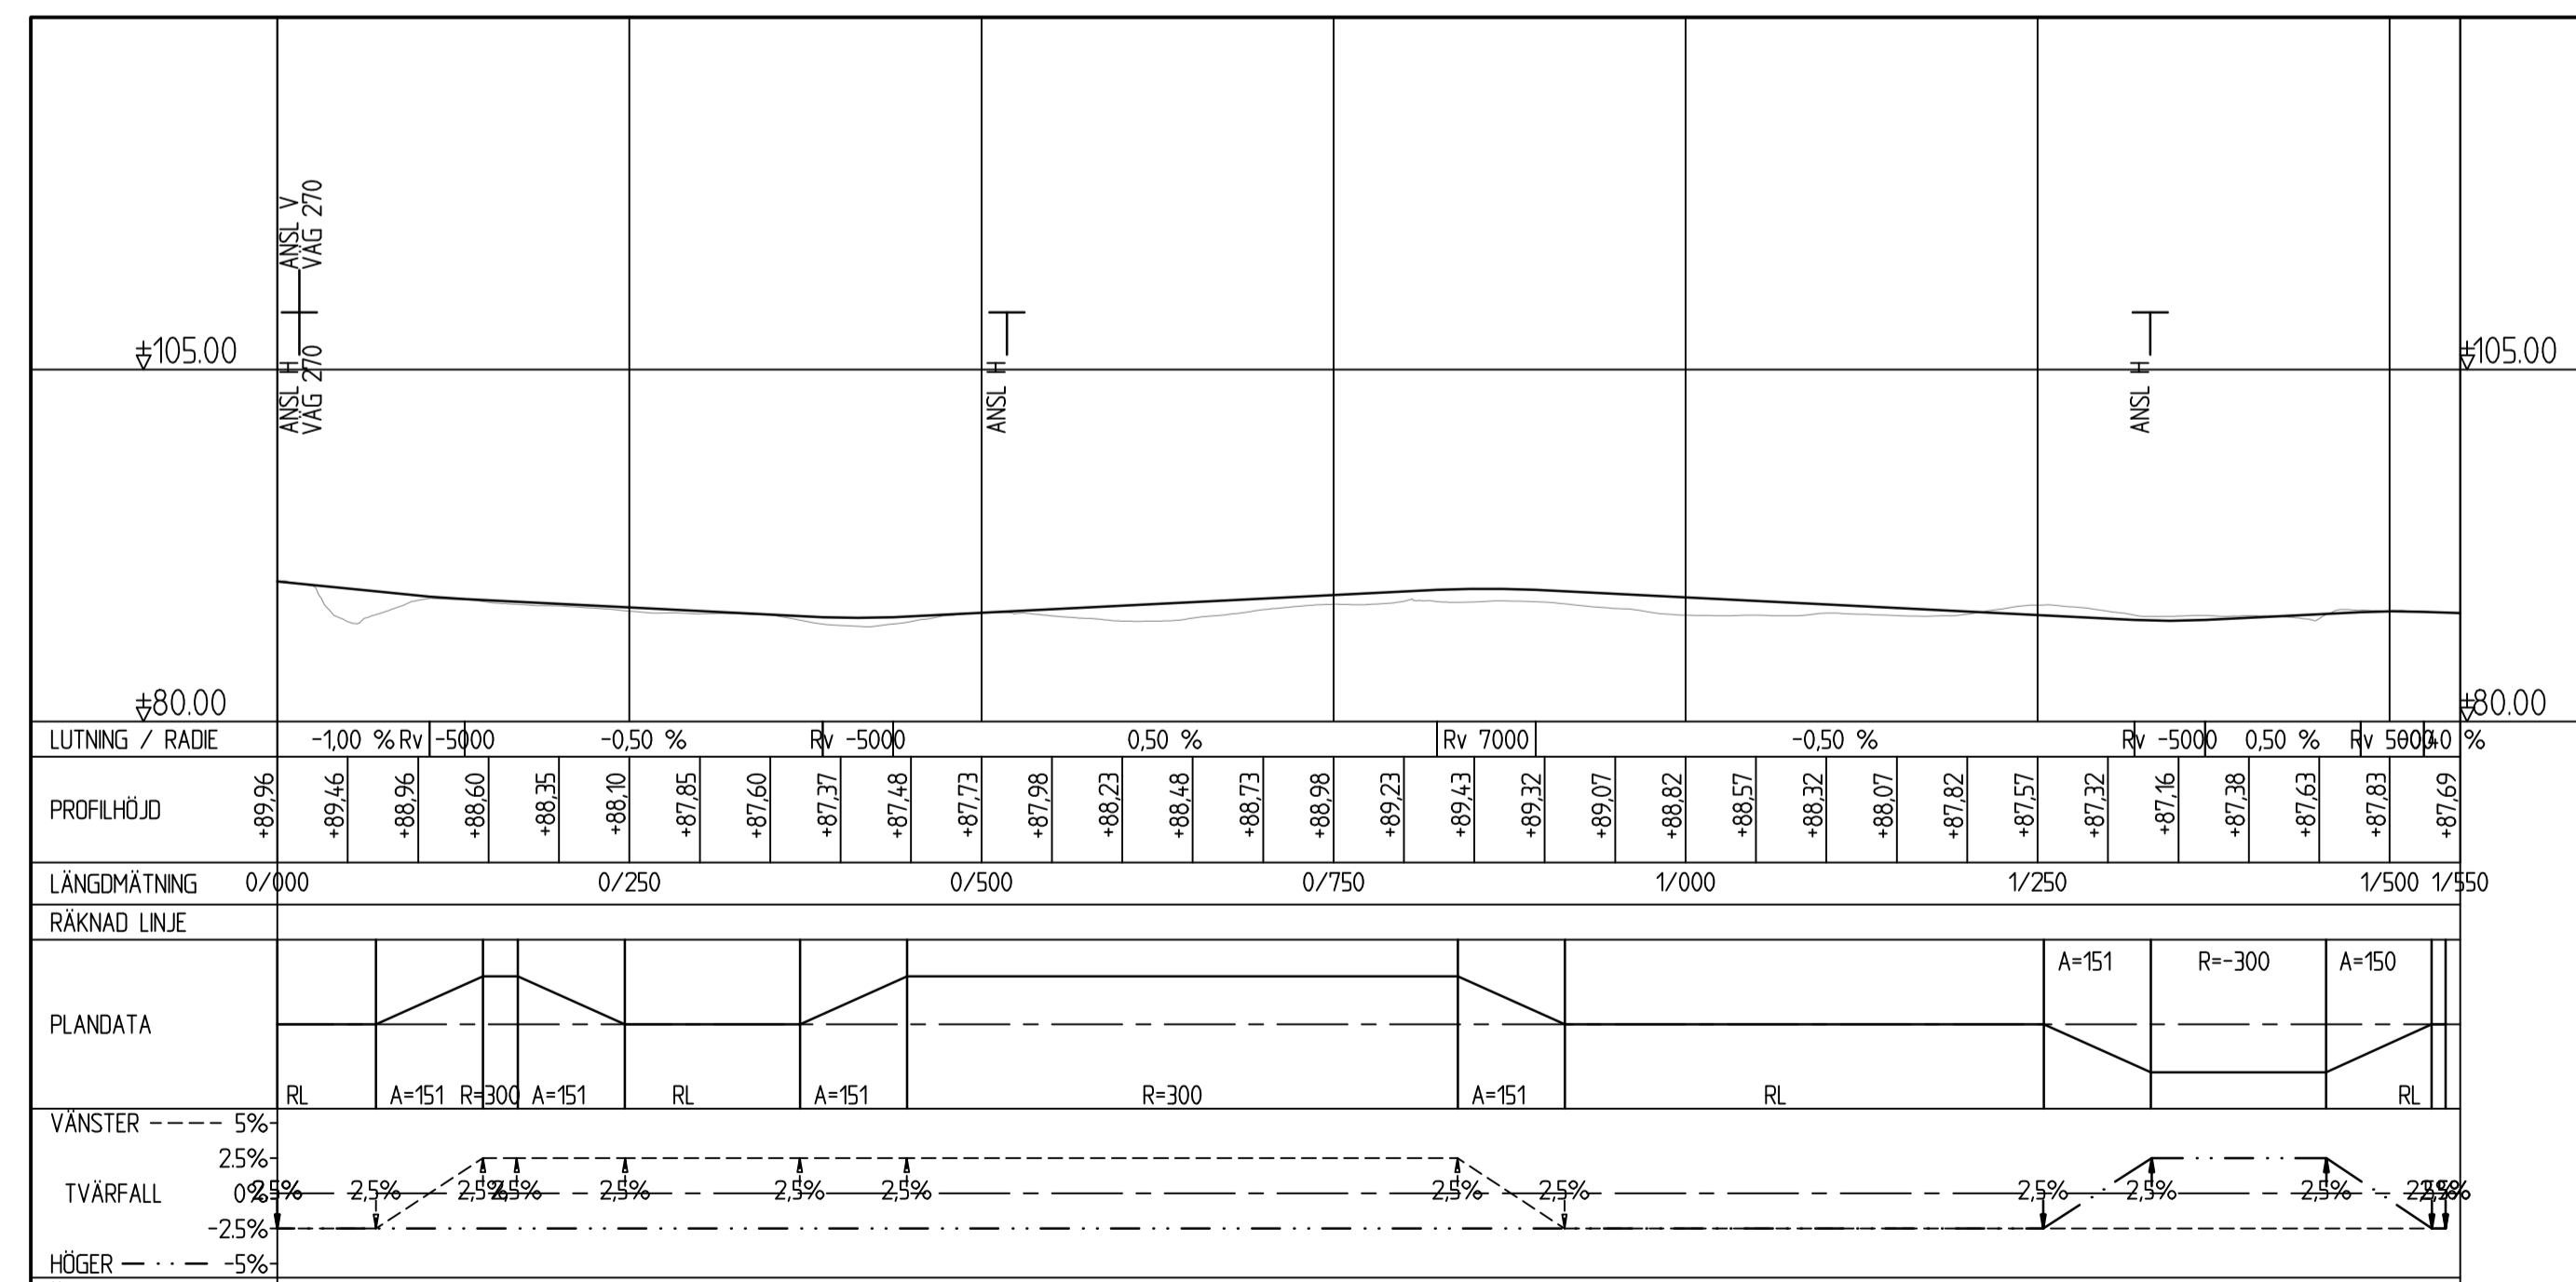 ANSL V
VÄG 270
ANSL H
VÄG 270
ANSL H
ANSL H
±105.00
±105.00
±80.00
±80.00
LUTNING / RADIE -1,00 % Rv -5000 -0,50 % Rv -5000 0,50 % Rv 7000 -0,50 % Rv -5000 0,50 % Rv 5000 %
PROFILHÖJD +89,96 +89,46 +88,96 +88,60 +88,35 +88,10 +87,85 +87,60 +87,37 +87,48 +87,73 +87,98 +88,23 +88,48 +88,73 +88,98 +89,23 +89,43 +89,32 +89,07 +88,82 +88,57 +88,32 +88,07 +87,82 +87,57 +87,32 +87,16 +87,38 +87,63 +87,83 +87,69
LÄNGDMÄTNING 0/000 0/250 0/500 0/750 1/000 1/250 1/500 1/550
RÄKNAD LINJE
A=151 R=-300 A=150
PLANDATA
RL A=151 R=300 A=151 RL A=151 R=300 A=151 RL RL
VÄNSTER 5%
2.5%
TVÄRFALL 0% 2,5% 2,5% 2,5% 2,5% 2,5% 2,5% 2,5% 2,5% 2,5% 2,5% 2,5% 2,5% 2,5% 2,5%
-2.5%
HÖGER -5%